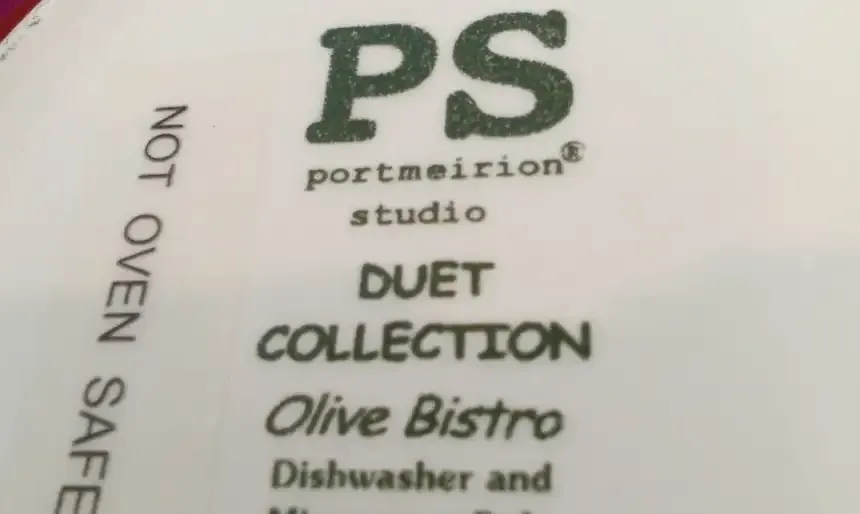 PS
portmeirion®
studio
DUET
COLLECTION
Olive Bistro
Dishwasher and
NOT OVEN SAFE